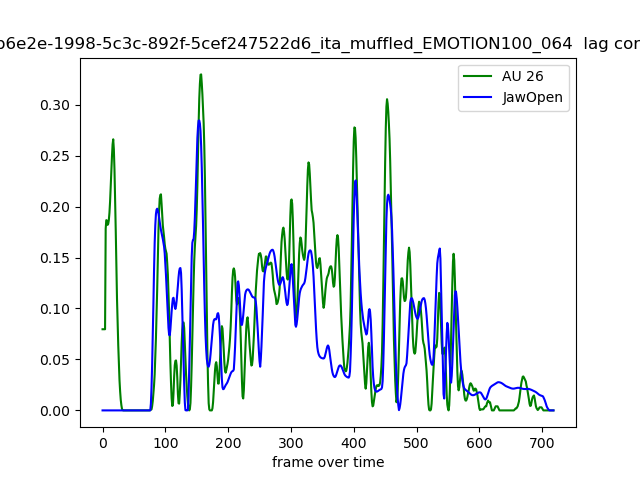 b6e2e-1998-5c3c-892f-5cef247522d6_ita_muffled_EMOTION100_064 lag cor
AU 26
JawOpen
0.30
0.25
0.20
0.15
0.10
0.05
0.00
0 100 200 300 400 500 600 700
frame over time